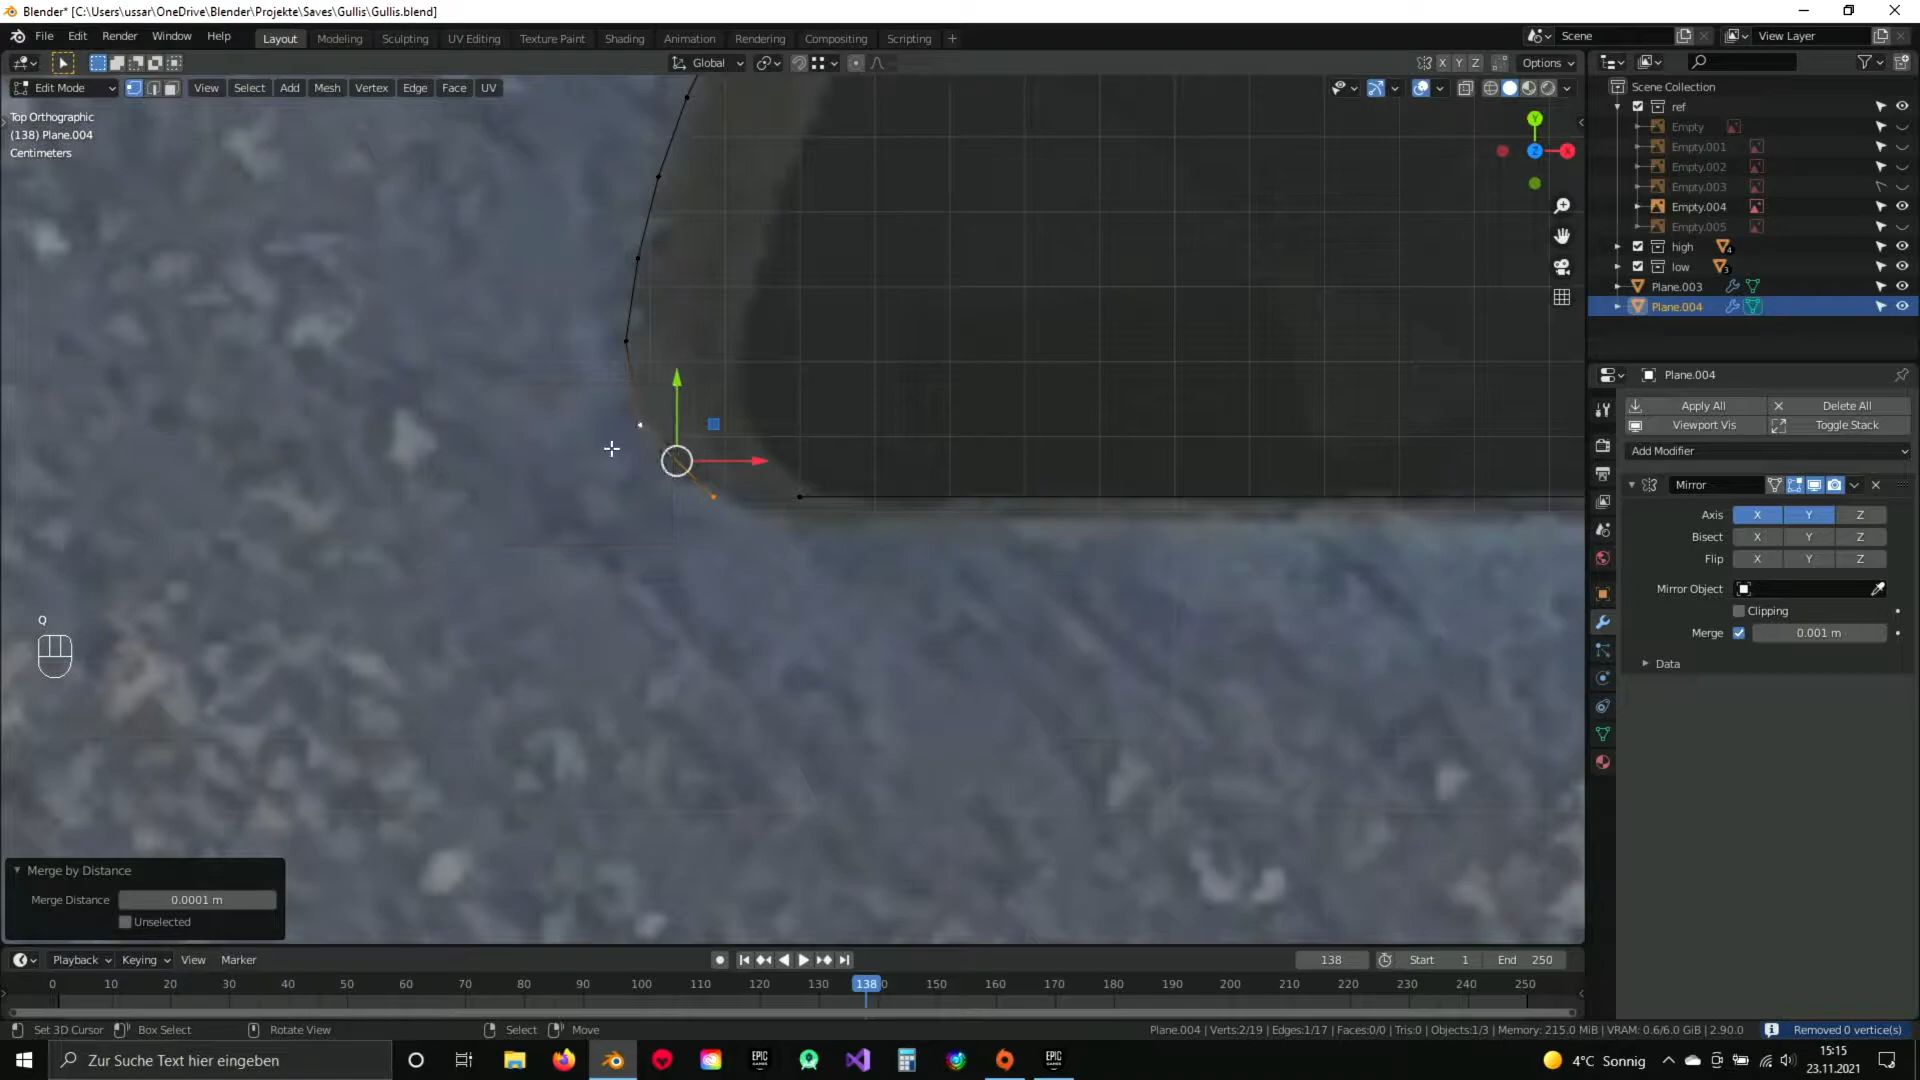 Blender* [C:\Users\ussar\OneDrive\Blender\Projekte\Saves\Gullis\Gullis.blend]
File Edit Render Window Help Layout Modeling Sculpting UV Editing Texture Paint Shading Animation Rendering Compositing Scripting + Scene View Layer
Global X Y Z Options
Edit Mode View Select Add Mesh Vertex Edge Face UV
Top Orthographic
(138) Plane.004
Centimeters
Y
X
Z
Scene Collection
ref
Empty
Empty.001
Empty.002
Empty.003
Empty.004
Empty.005
high 4
low 3
Plane.003
Plane.004
Plane.004
Apply All Delete All
Viewport Vis Toggle Stack
Add Modifier
Mirror
Axis X Y Z
Bisect X Y Z
Flip X Y Z
Mirror Object
Clipping
Merge 0.001 m
Data
Q
Merge by Distance
Merge Distance 0.0001 m
Unselected
Playback Keying View Marker 138 Start 1 End 250
0 10 20 30 40 50 60 70 80 90 100 110 120 130 138 0 150 160 170 180 190 200 210 220 230 240 250
Set 3D Cursor Box Select Rotate View Select Move Plane.004 | Verts:2/19 | Edges:1/17 | Faces:0/0 | Tris:0 | Objects:1/3 | Memory: 215.0 MiB | VRAM: 0.6/6.0 GiB | 2.90.0 Removed 0 vertice(s)
Zur Suche Text hier eingeben EPIC GAMES EPIC GAMES 4°C Sonnig 15:15
23.11.2021